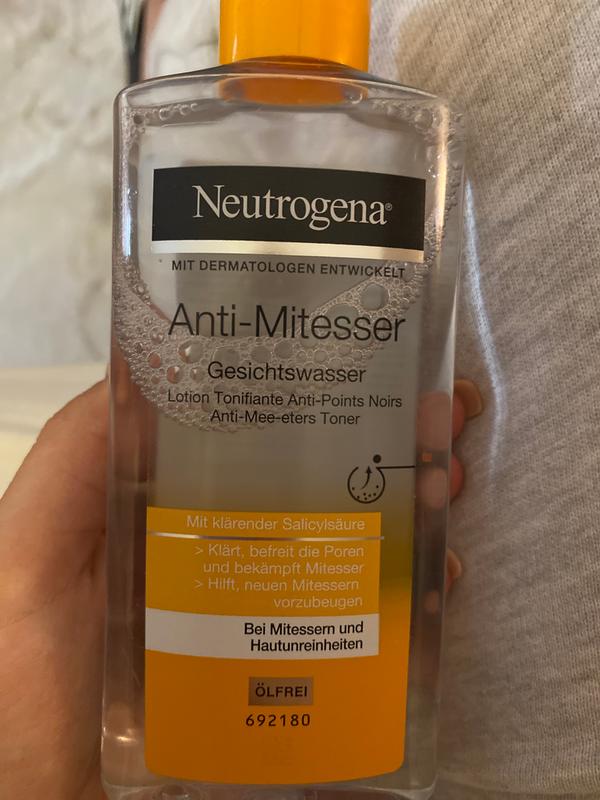 Neutrogena®
MIT DERMATOLOGEN ENTWICKELT
Anti-Mitesser
Gesichtswasser
Lotion Tonifiante Anti-Points Noirs
Anti-Mee-eters Toner
Mit klärender Salicylsäure
> Klärt, befreit die Poren
und bekämpft Mitesser
> Hilft, neuen Mitessern
vorzubeugen
Bei Mitessern und
Hautunreinheiten
ÖLFREI
692180